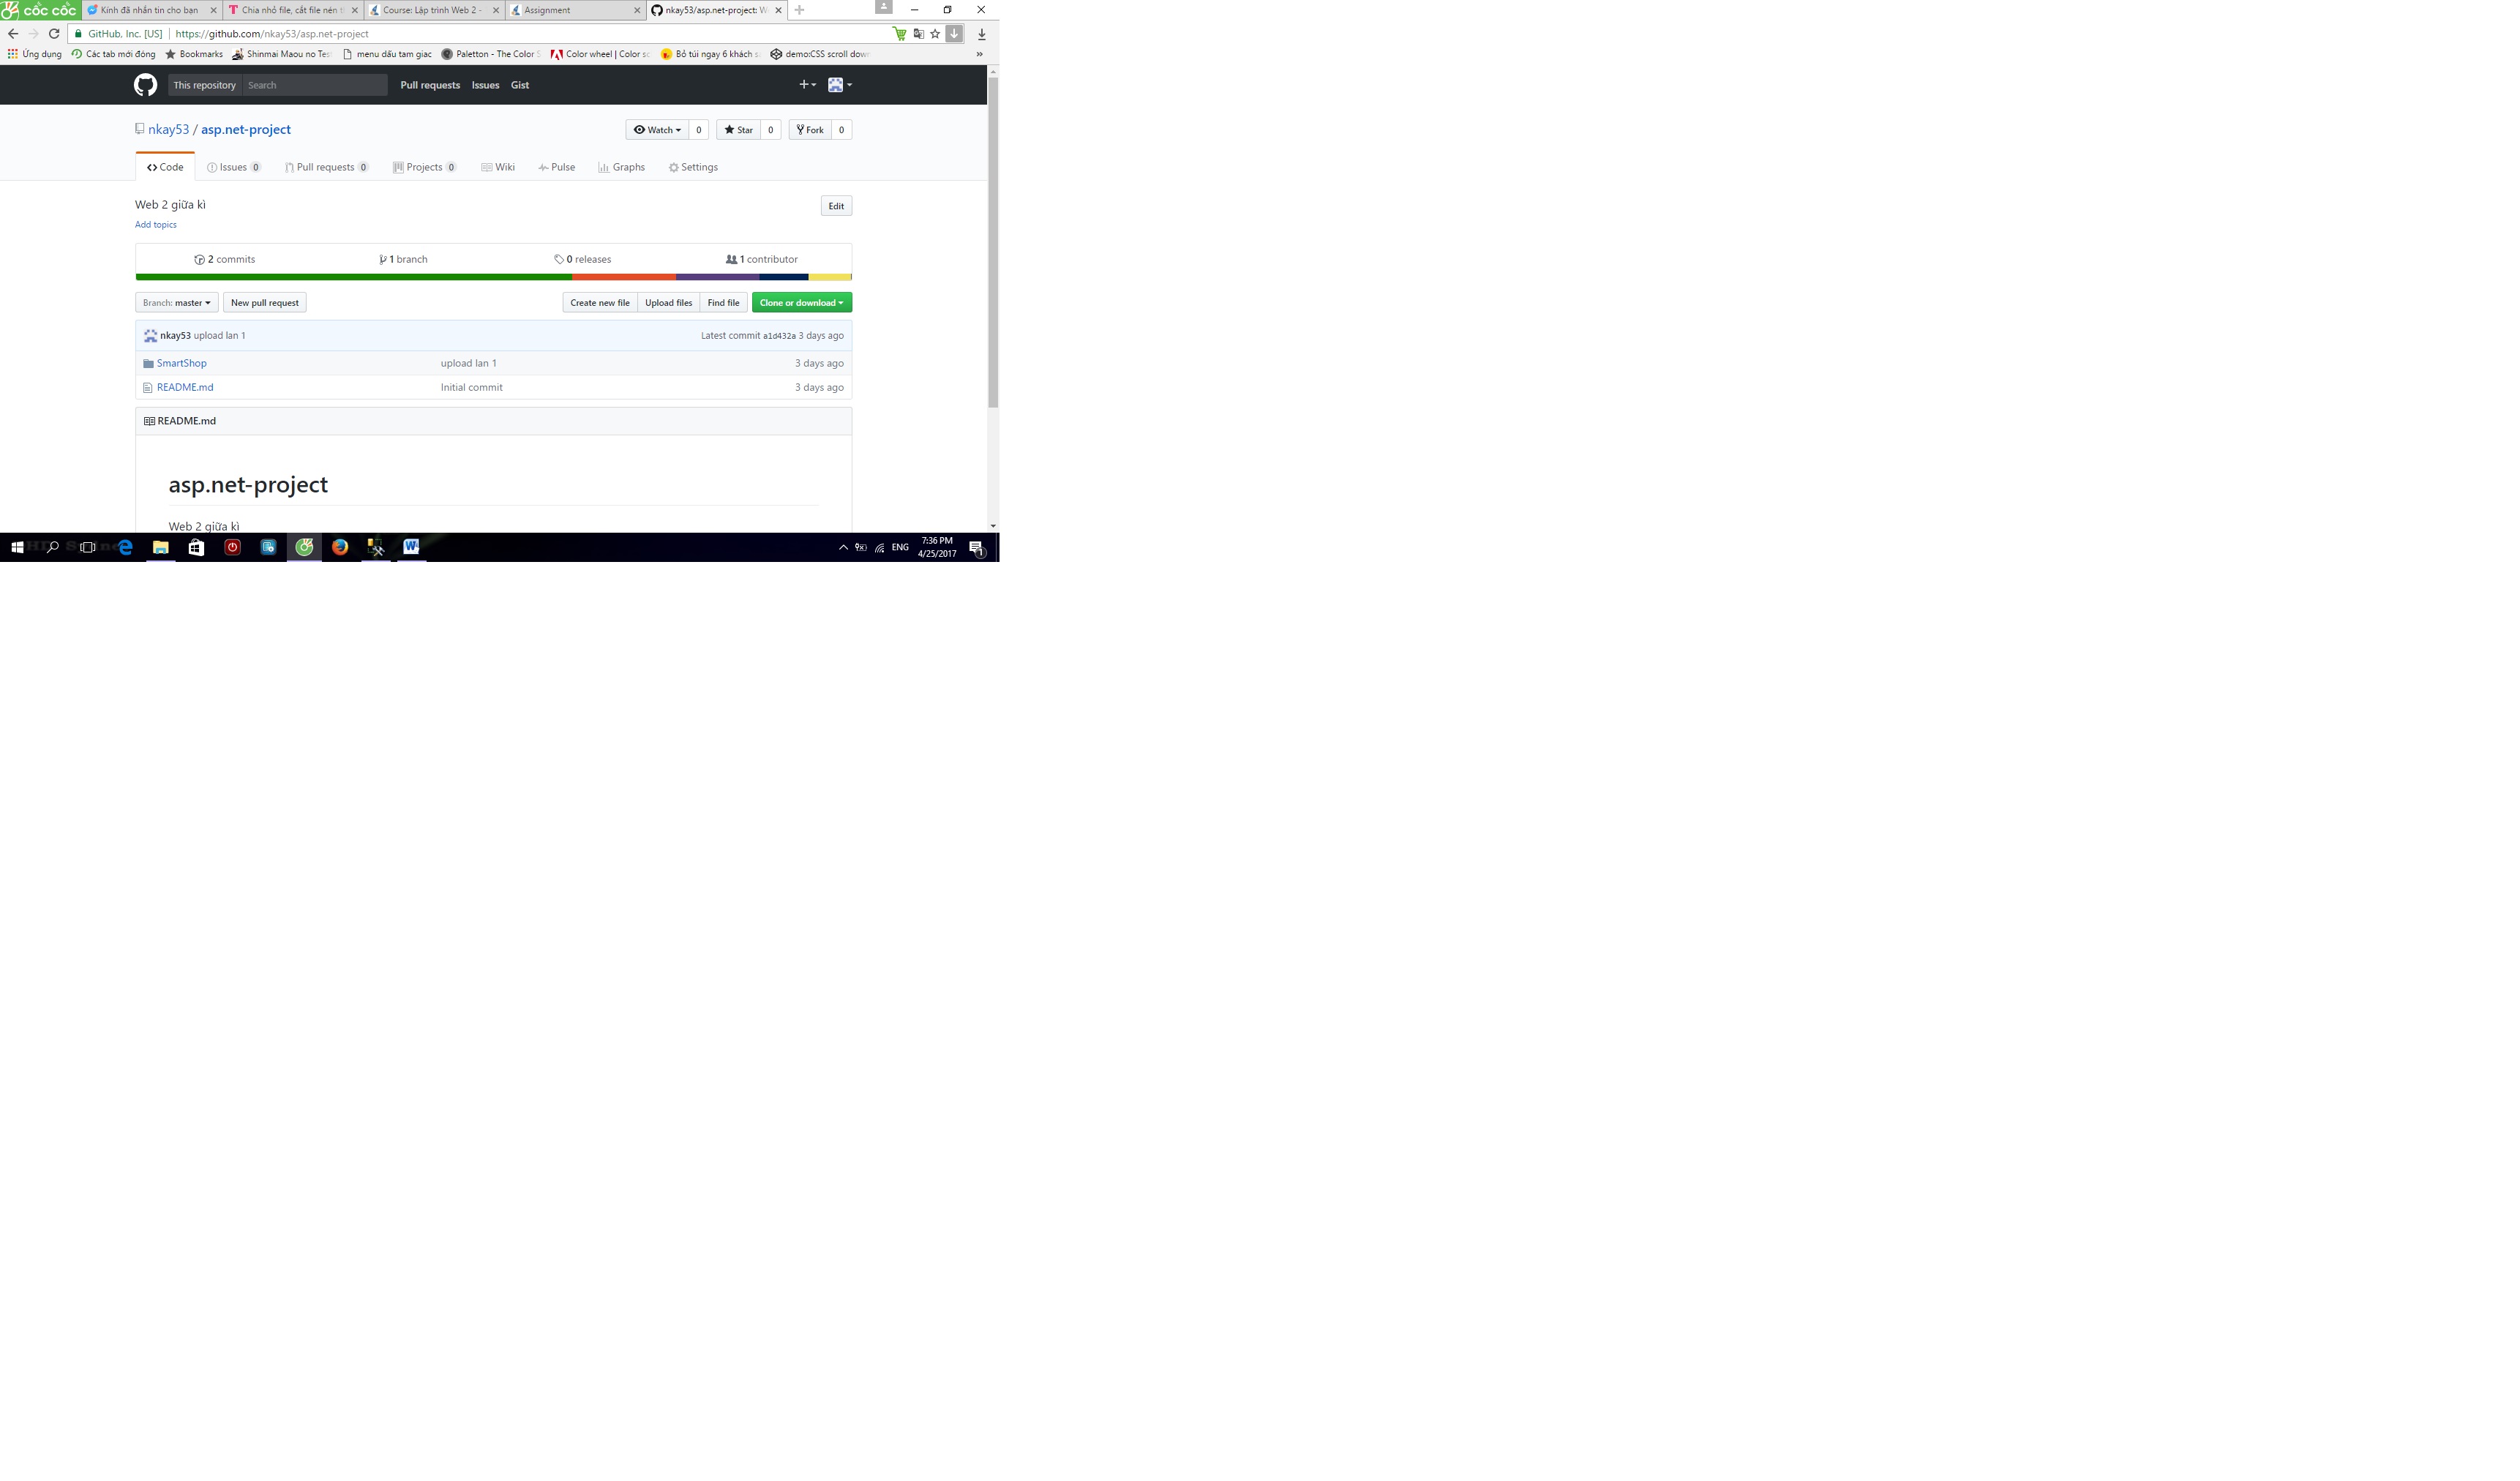 cốc cốc Kính đã nhắn tin cho bạn Chia nhỏ file, cắt file nén t Course: Lập trình Web 2 - Assignment nkay53/asp.net-project: W
GitHub, Inc. [US] https://github.com/nkay53/asp.net-project
Ứng dụng Các tab mới đóng Bookmarks Shinmai Maou no Tes menu dấu tam giac Paletton - The Color S Color wheel | Color sc Bỏ túi ngay 6 khách s demo:CSS scroll dow »
This repository Search Pull requests Issues Gist
nkay53 / asp.net-project Watch 0 Star 0 Fork 0
Code Issues 0 Pull requests 0 Projects 0 Wiki Pulse Graphs Settings
Web 2 giữa kì Edit
Add topics
2 commits 1 branch 0 releases 1 contributor
Branch: master New pull request Create new file Upload files Find file Clone or download
nkay53 upload lan 1 Latest commit a1d432a 3 days ago
SmartShop upload lan 1 3 days ago
README.md Initial commit 3 days ago
README.md
asp.net-project
Web 2 giữa kì
ENG 7:36 PM
4/25/2017 1